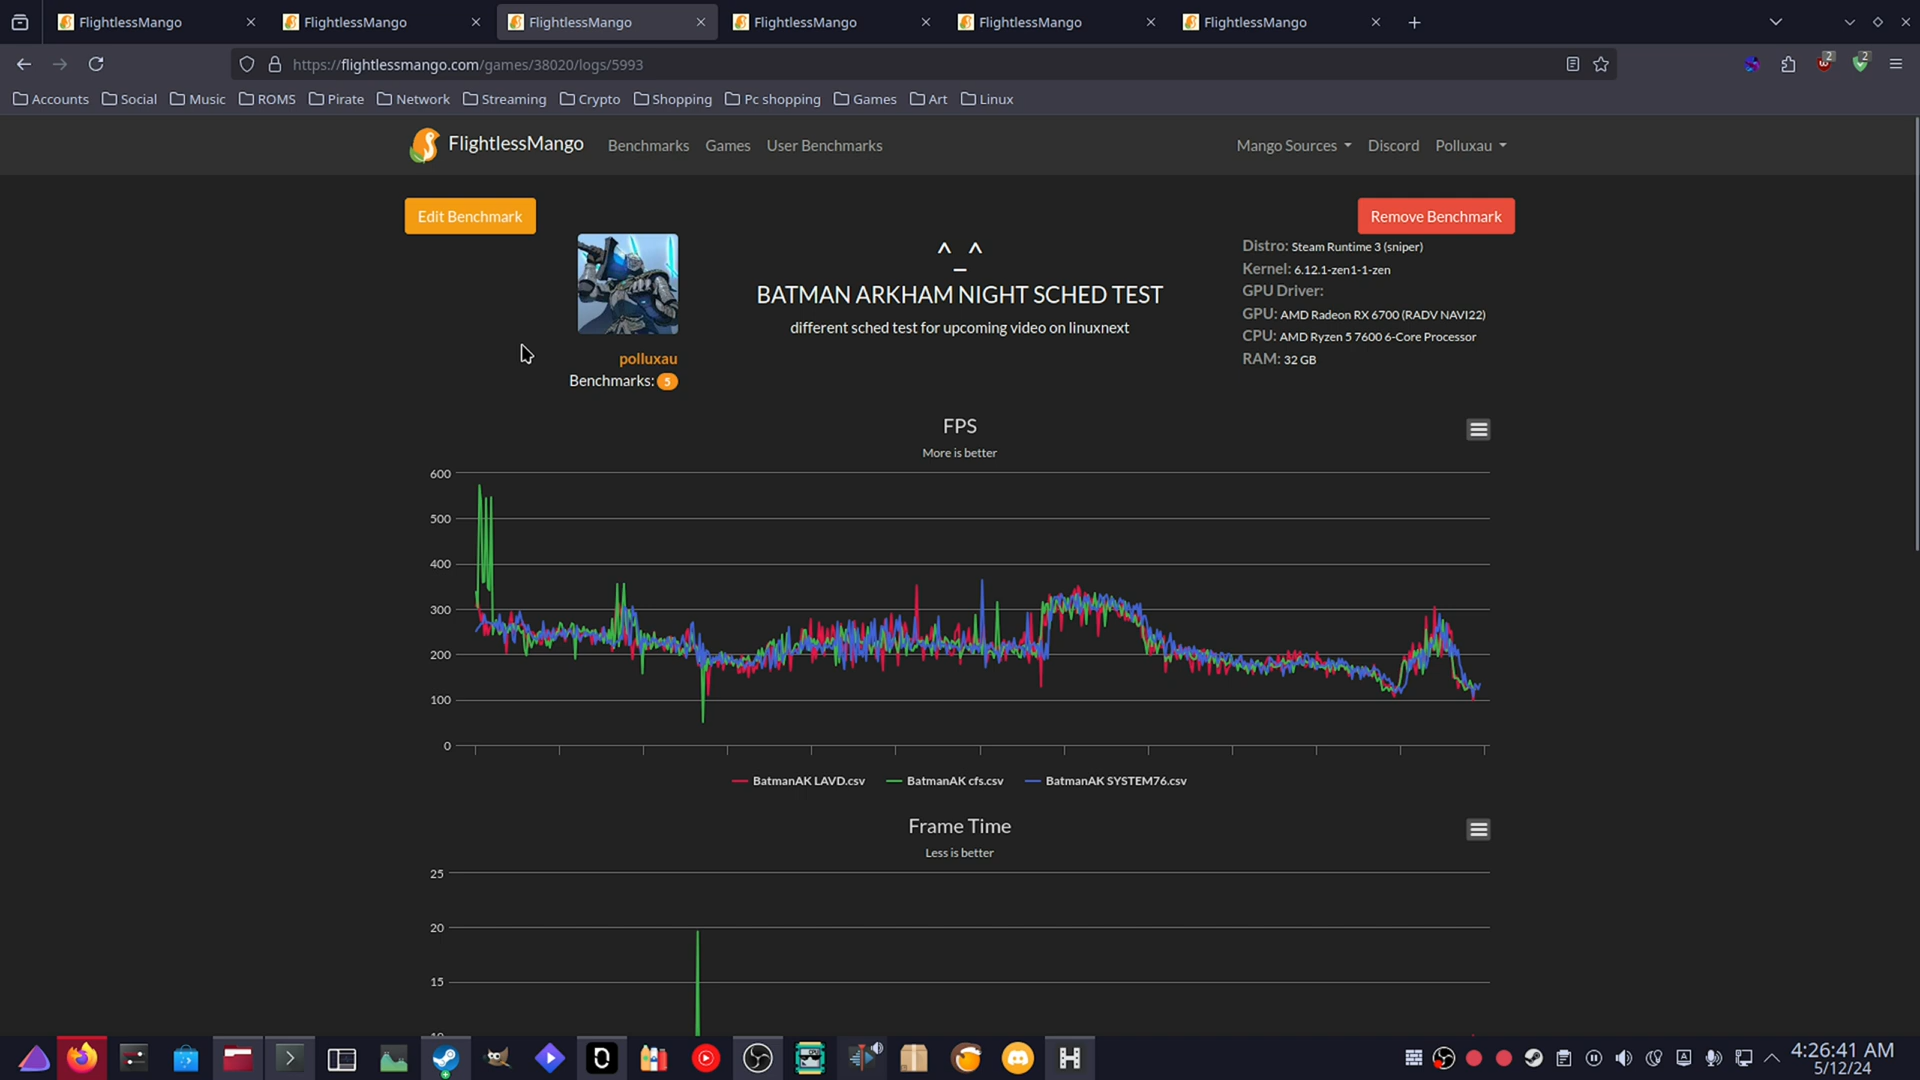 FlightlessMango
FlightlessMango
FlightlessMango
FlightlessMango
FlightlessMango
FlightlessMango
https://flightlessmango.com/games/38020/logs/5993
2
2
Accounts
Social
Music
ROMS
Pirate
Network
Streaming
Crypto
Shopping
Pc shopping
Games
Art
Linux
FlightlessMango
Benchmarks
Games
User Benchmarks
Mango Sources
Discord
Polluxau
Edit Benchmark
Remove Benchmark
^_^
BATMAN ARKHAM NIGHT SCHED TEST
different sched test for upcoming video on linuxnext
polluxau
Benchmarks: 5
Distro: Steam Runtime 3 (sniper)
Kernel: 6.12.1-zen1-1-zen
GPU Driver:
GPU: AMD Radeon RX 6700 (RADV NAVI22)
CPU: AMD Ryzen 5 7600 6-Core Processor
RAM: 32 GB
FPS
More is better
600
500
400
300
200
100
0
BatmanAK LAVD.csv
BatmanAK cfs.csv
BatmanAK SYSTEM76.csv
Frame Time
Less is better
25
20
15
10
4:26:41 AM
5/12/24